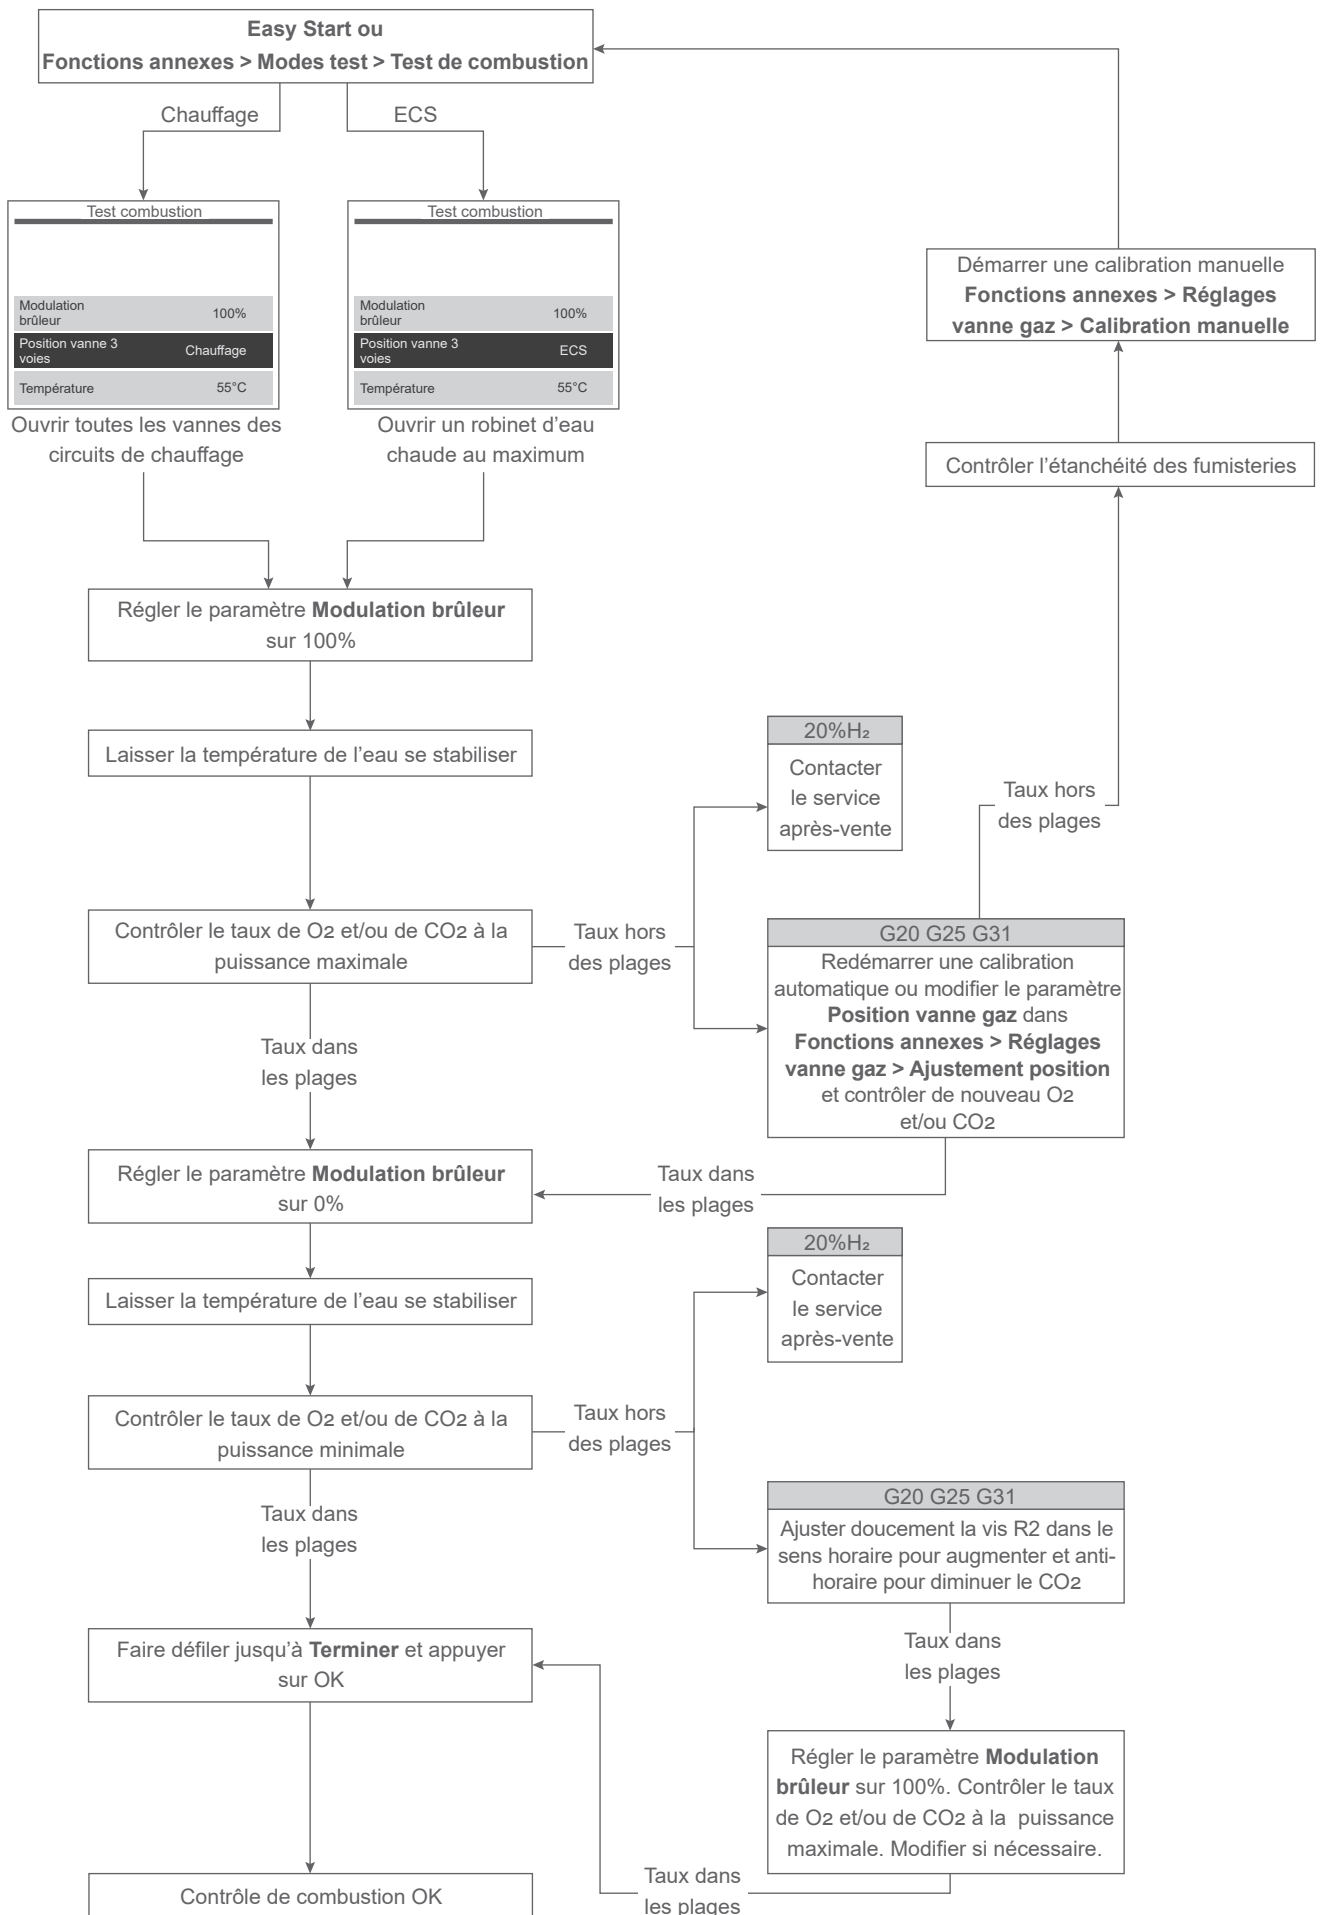 Easy Start ou
Fonctions annexes > Modes test > Test de combustion
Chauffage
ECS
Test combustion
Modulation
brûleur
100%
Position vanne 3
voies
Chauffage
Température
55°C
Test combustion
Modulation
brûleur
100%
Position vanne 3
voies
ECS
Température
55°C
Ouvrir toutes les vannes des
circuits de chauffage
Ouvrir un robinet d'eau
chaude au maximum
Démarrer une calibration manuelle
Fonctions annexes > Réglages
vanne gaz > Calibration manuelle
Contrôler l'étanchéité des fumisteries
Régler le paramètre Modulation brûleur
sur 100%
Laisser la température de l'eau se stabiliser
20%H₂
Contacter
le service
après-vente
Taux hors
des plages
Contrôler le taux de O2 et/ou de CO2 à la
puissance maximale
Taux hors
des plages
G20 G25 G31
Redémarrer une calibration
automatique ou modifier le paramètre
Position vanne gaz dans
Fonctions annexes > Réglages
vanne gaz > Ajustement position
et contrôler de nouveau O2
et/ou CO2
Taux dans
les plages
Régler le paramètre Modulation brûleur
sur 0%
Taux dans
les plages
Laisser la température de l'eau se stabiliser
20%H₂
Contacter
le service
après-vente
Contrôler le taux de O2 et/ou de CO2 à la
puissance minimale
Taux hors
des plages
G20 G25 G31
Ajuster doucement la vis R2 dans le
sens horaire pour augmenter et anti-
horaire pour diminuer le CO2
Taux dans
les plages
Faire défiler jusqu'à Terminer et appuyer
sur OK
Taux dans
les plages
Régler le paramètre Modulation
brûleur sur 100%. Contrôler le taux
de O2 et/ou de CO2 à la puissance
maximale. Modifier si nécessaire.
Taux dans
les plages
Contrôle de combustion OK